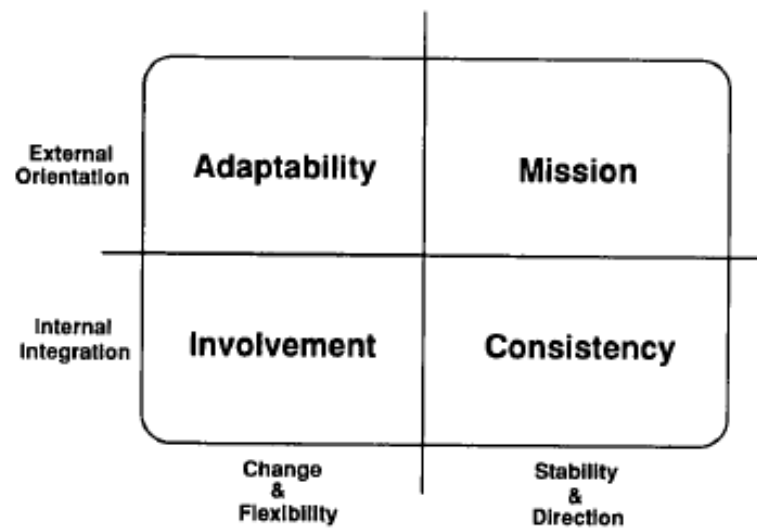 External
Orientation
Adaptability
Mission
Internal
Integration
Involvement
Consistency
Change
&
Flexibility
Stability
&
Direction